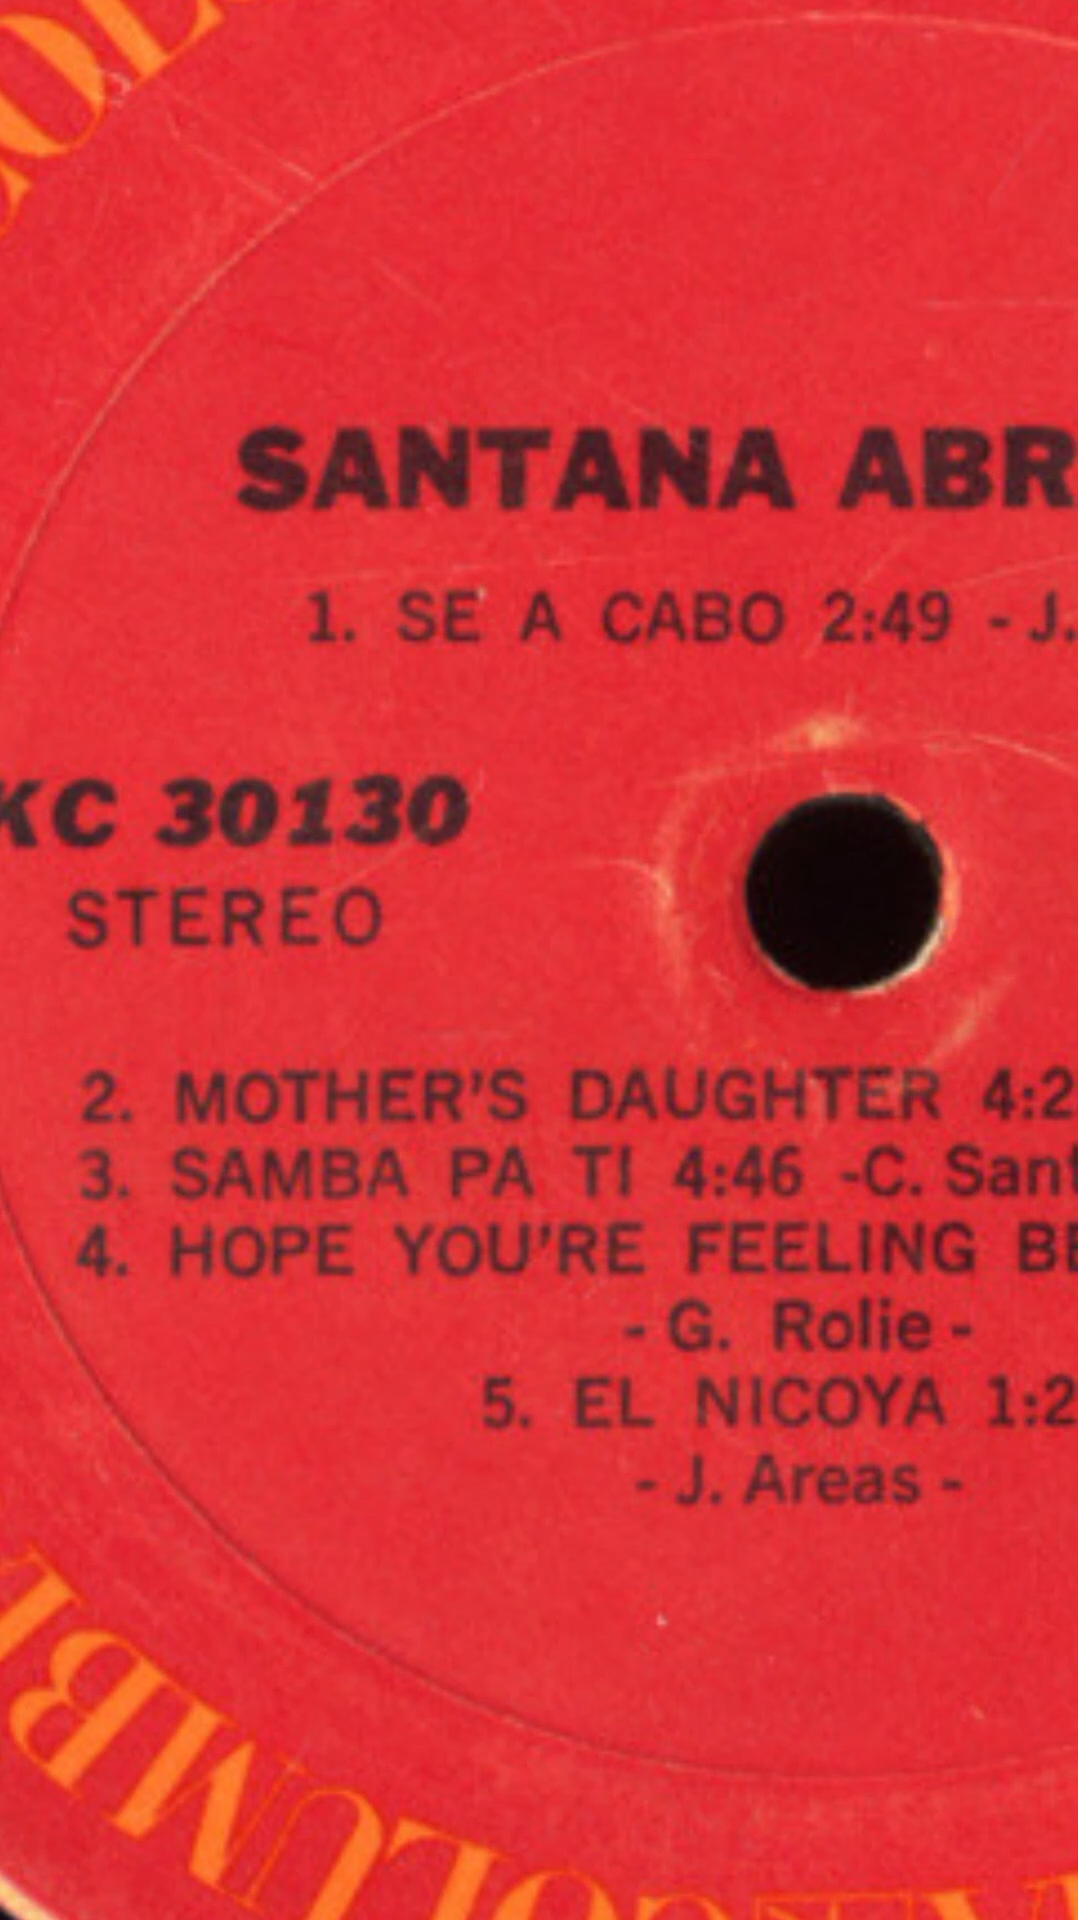 SANTANA ABR
1. SE A CABO 2:49 - J.
KC 30130
STEREO
2. MOTHER'S DAUGHTER 4:2
3. SAMBA PA TI 4:46 -C. Sant
4. HOPE YOU'RE FEELING BE
- G. Rolie -
5. EL NICOYA 1:2
- J. Areas -
COLUMBI